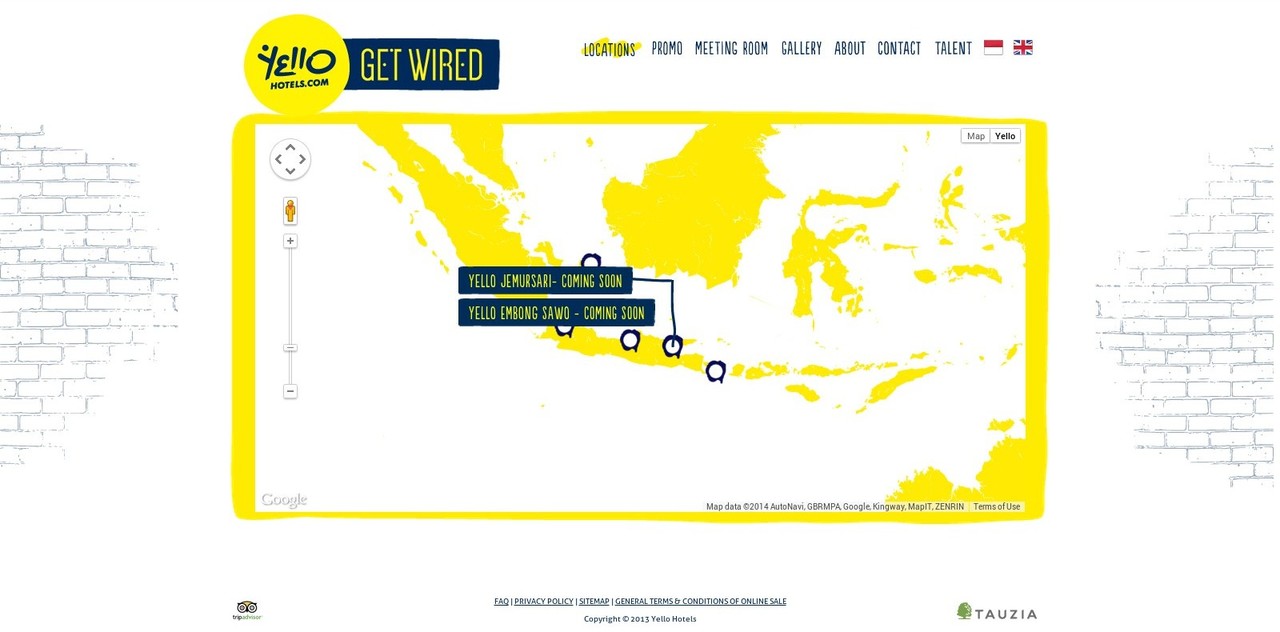 Yello
HOTELS.COM
GET WIRED
LOCATIONS PROMO MEETING ROOM GALLERY ABOUT CONTACT TALENT
Map Yello
YELLO JEMURSARI- COMING SOON
YELLO EMBONG SAWO - COMING SOON
Google
Map data ©2014 AutoNavi, GBRMPA, Google, Kingway, MapIT, ZENRIN Terms of Use
FAQ | PRIVACY POLICY | SITEMAP | GENERAL TERMS & CONDITIONS OF ONLINE SALE
Copyright © 2013 Yello Hotels
tripadvisor
TAUZIA